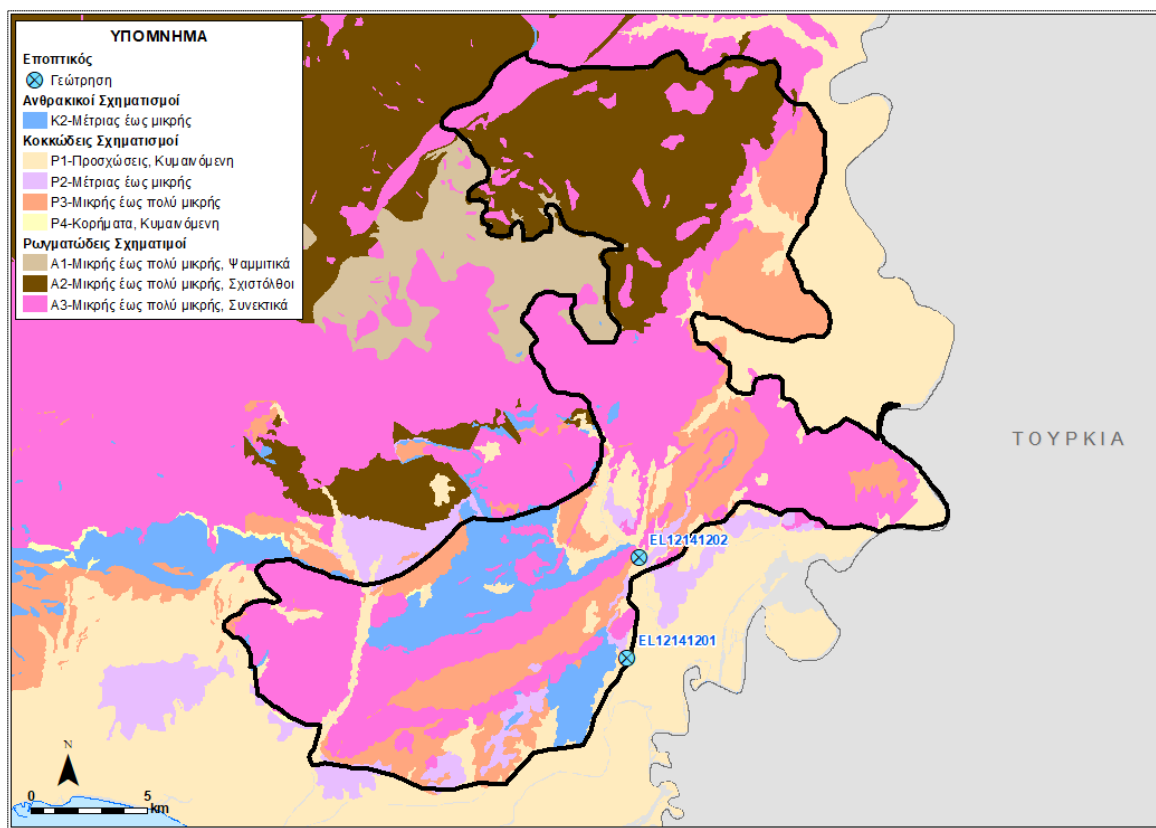 ΥΠΟΜΝΗΜΑ
Εποπτικός
Γεώτρηση
Ανθρακικοί Σχηματισμοί
Κ2-Μέτριας έως μικρής
Κοκκώδεις Σχηματισμοί
Ρ1-Προσχώσεις, Κυμαινόμενη
Ρ2-Μέτριας έως μικρής
Ρ3-Μικρής έως πολύ μικρής
Ρ4-Κορήματα, Κυμαινόμενη
Ρωγματώδεις Σχηματιμοί
Α1-Μικρής έως πολύ μικρής, Ψαμμιτικά
Α2-Μικρής έως πολύ μικρής, Σχιστόλθοι
Α3-Μικρής έως πολύ μικρής, Συνεκτικά
ΤΟΥΡΚΙΑ
EL12141202
EL12141201
N
0 5
km